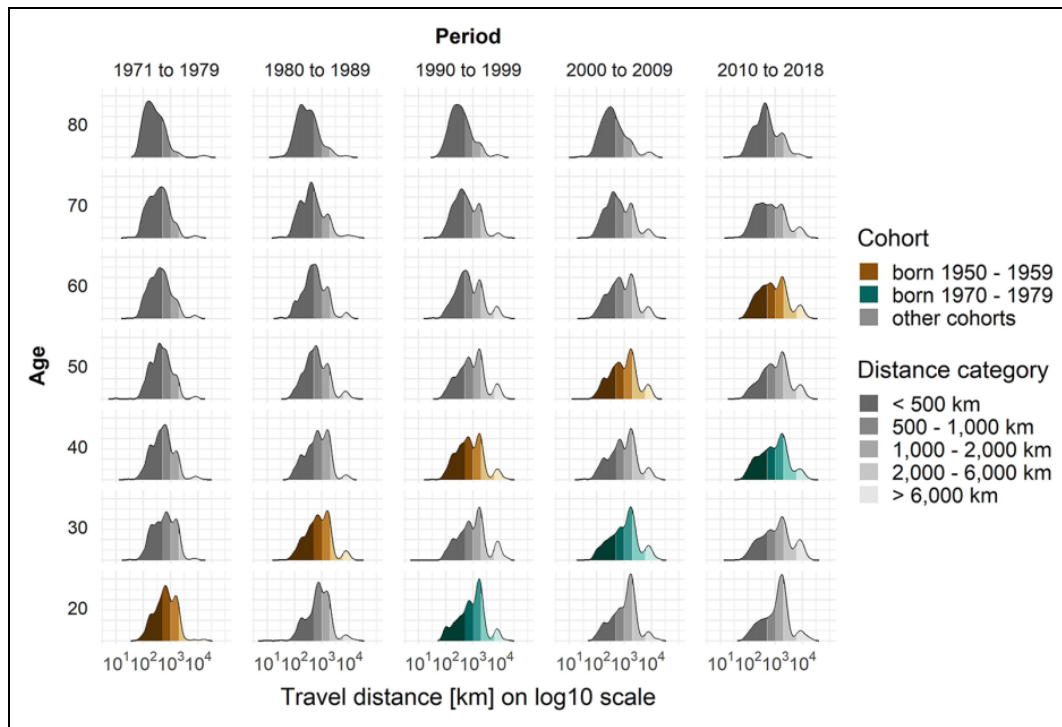 Period
1971 to 1979 1980 to 1989 1990 to 1999 2000 to 2009 2010 to 2018
Age
80
70
60
50
40
30
20
10¹10²10³10⁴ 10¹10²10³10⁴ 10¹10²10³10⁴ 10¹10²10³10⁴ 10¹10²10³10⁴
Travel distance [km] on log10 scale
Cohort
born 1950 - 1959
born 1970 - 1979
other cohorts
Distance category
< 500 km
500 - 1,000 km
1,000 - 2,000 km
2,000 - 6,000 km
> 6,000 km